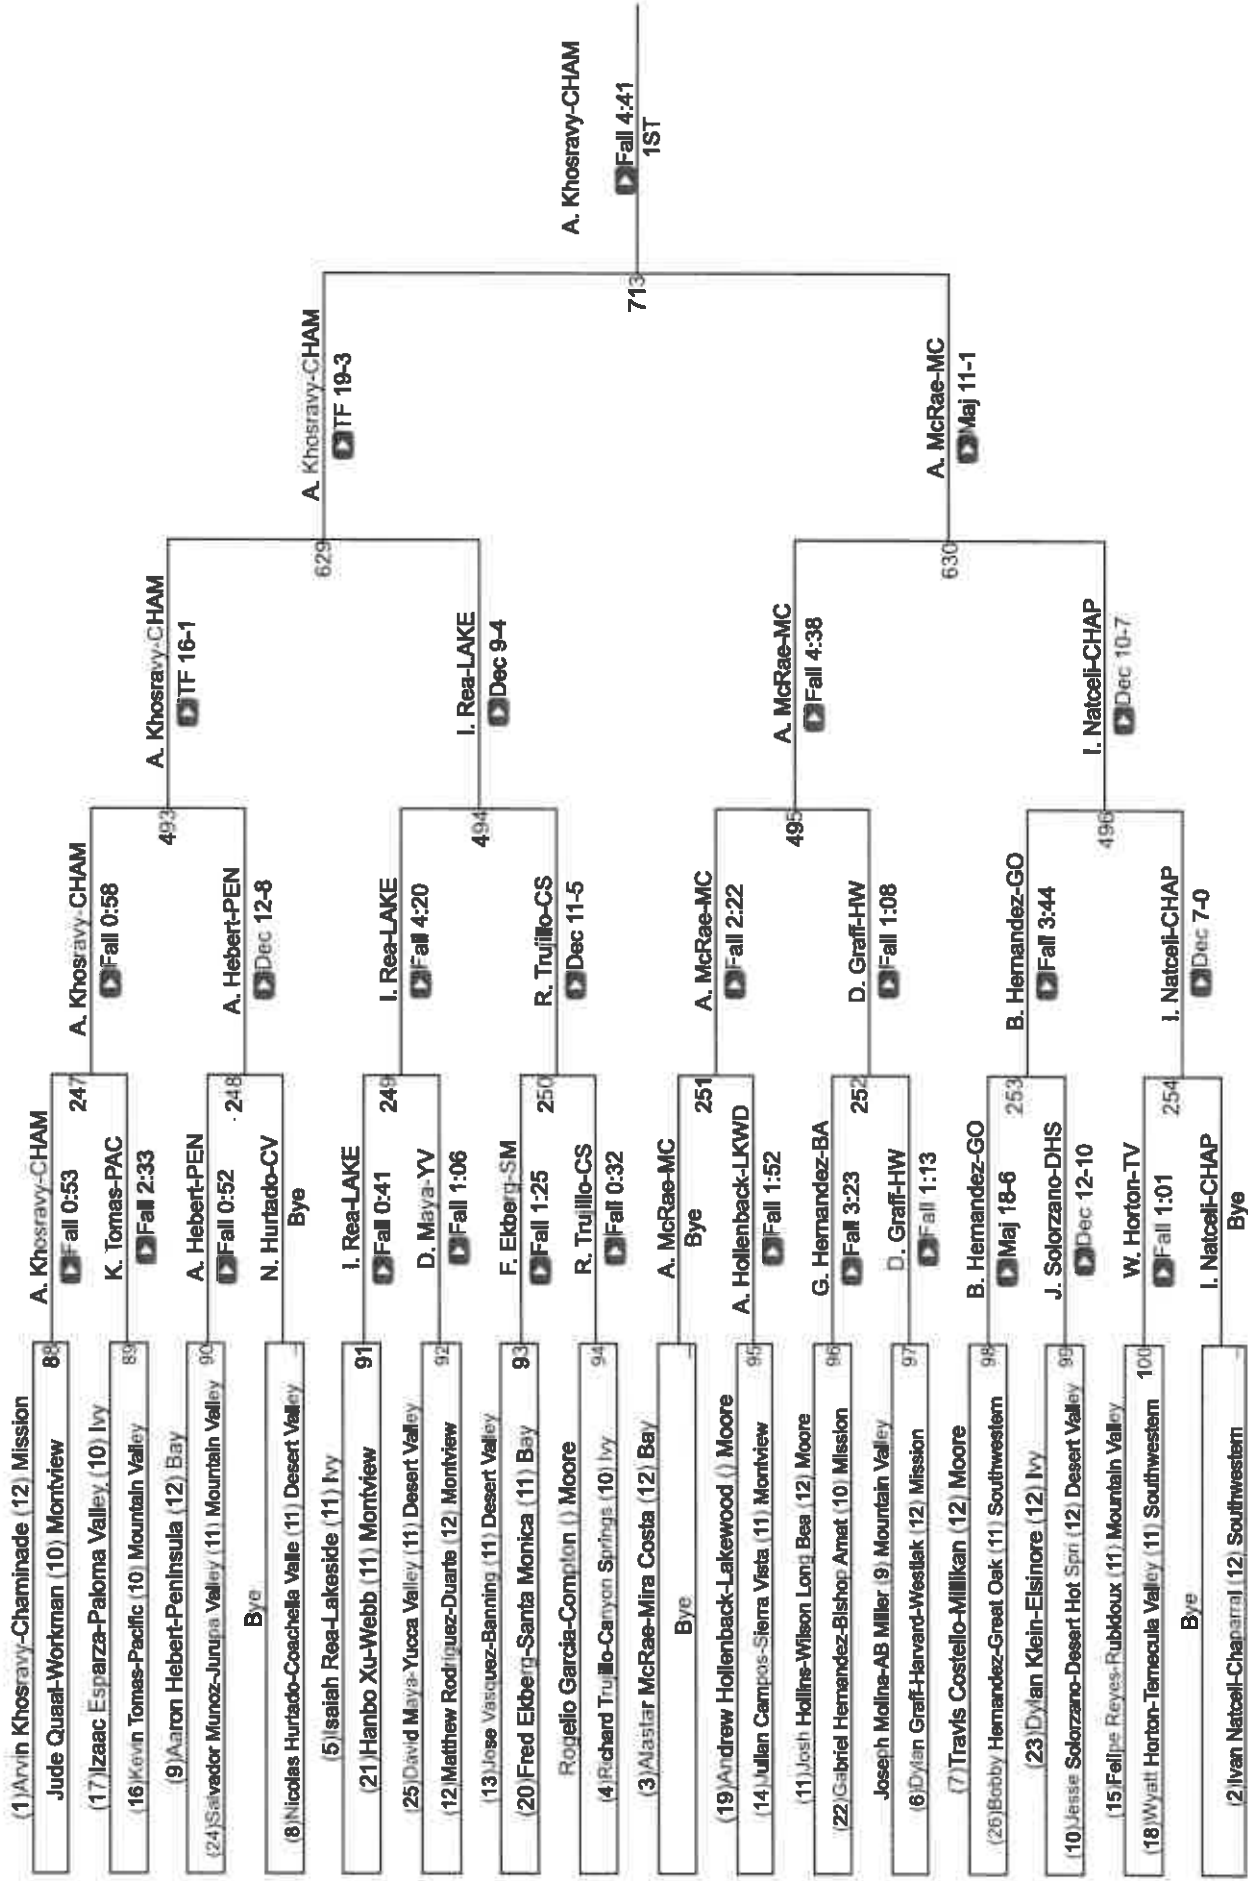 (1)Arvin Khosravy-Chaminade (12) Mission
88
Jude Quaal-Workman (10) Montview
(17)Izaac Esparza-Paloma Valley (10) Ivy
89
(16)Kevin Tomas-Pacific (10) Mountain Valley
(9)Aaron Hebert-Peninsula (12) Bay
90
(24)Salvador Munoz-Jurupa Valley (11) Mountain Valley
Bye
(8)Nicolas Hurtado-Coachella Valle (11) Desert Valley
(5)Isaiah Rea-Lakeside (11) Ivy
91
(21)Hanbo Xu-Webb (11) Montview
(25)David Maya-Yucca Valley (11) Desert Valley
92
(12)Matthew Rodriguez-Duarte (12) Montview
(13)Jose Vasquez-Banning (11) Desert Valley
93
(20)Fred Ekberg-Santa Monica (11) Bay
Rogelio Garcia-Compton () Moore
94
(4)Richard Trujillo-Canyon Springs (10) Ivy
(3)Alastar McRae-Mira Costa (12) Bay
Bye
(19)Andrew Hollenback-Lakewood () Moore
95
(14)Julian Campos-Sierra Vista (11) Montview
(11)Josh Hollins-Wilson Long Bea (12) Moore
96
(22)Gabriel Hernandez-Bishop Amat (10) Mission
Joseph Molina-AB Miller (9) Mountain Valley
97
(6)Dylan Graff-Harvard-Westlak (12) Mission
(7)Travis Costello-Millikan (12) Moore
98
(26)Bobby Hernandez-Great Oak (11) Southwestern
(23)Dylan Klein-Elsinore (12) Ivy
99
(10)Jesse Solorzano-Desert Hot Spri (12) Desert Valley
(15)Felipe Reyes-Rubidoux (11) Mountain Valley
100
(18)Wyatt Horton-Temecula Valley (11) Southwestern
Bye
(2)Ivan Natceli-Chaparral (12) Southwestern
A. Khosravy-CHAM
Fall 0:53
247
K. Tomas-PAC
Fall 2:33
A. Hebert-PEN
Fall 0:52
248
N. Hurtado-CV
Bye
I. Rea-LAKE
Fall 0:41
249
D. Maya-YV
Fall 1:06
F. Ekberg-SM
Fall 1:25
250
R. Trujillo-CS
Fall 0:32
A. McRae-MC
Bye
251
A. Hollenback-LKWD
Fall 1:52
G. Hernandez-BA
Fall 3:23
252
D. Graff-HW
Fall 1:13
B. Hernandez-GO
Maj 18-6
253
J. Solorzano-DHS
Dec 12-10
W. Horton-TV
Fall 1:01
254
I. Natceli-CHAP
Bye
A. Khosravy-CHAM
Fall 0:58
493
A. Hebert-PEN
Dec 12-8
I. Rea-LAKE
Fall 4:20
494
R. Trujillo-CS
Dec 11-5
A. McRae-MC
Fall 2:22
495
D. Graff-HW
Fall 1:08
B. Hernandez-GO
Fall 3:44
496
I. Natceli-CHAP
Dec 7-0
A. Khosravy-CHAM
TF 16-1
629
I. Rea-LAKE
Dec 9-4
A. McRae-MC
Fall 4:38
630
I. Natceli-CHAP
Dec 10-7
A. Khosravy-CHAM
TF 19-3
713
A. McRae-MC
Maj 11-1
A. Khosravy-CHAM
Fall 4:41
1ST